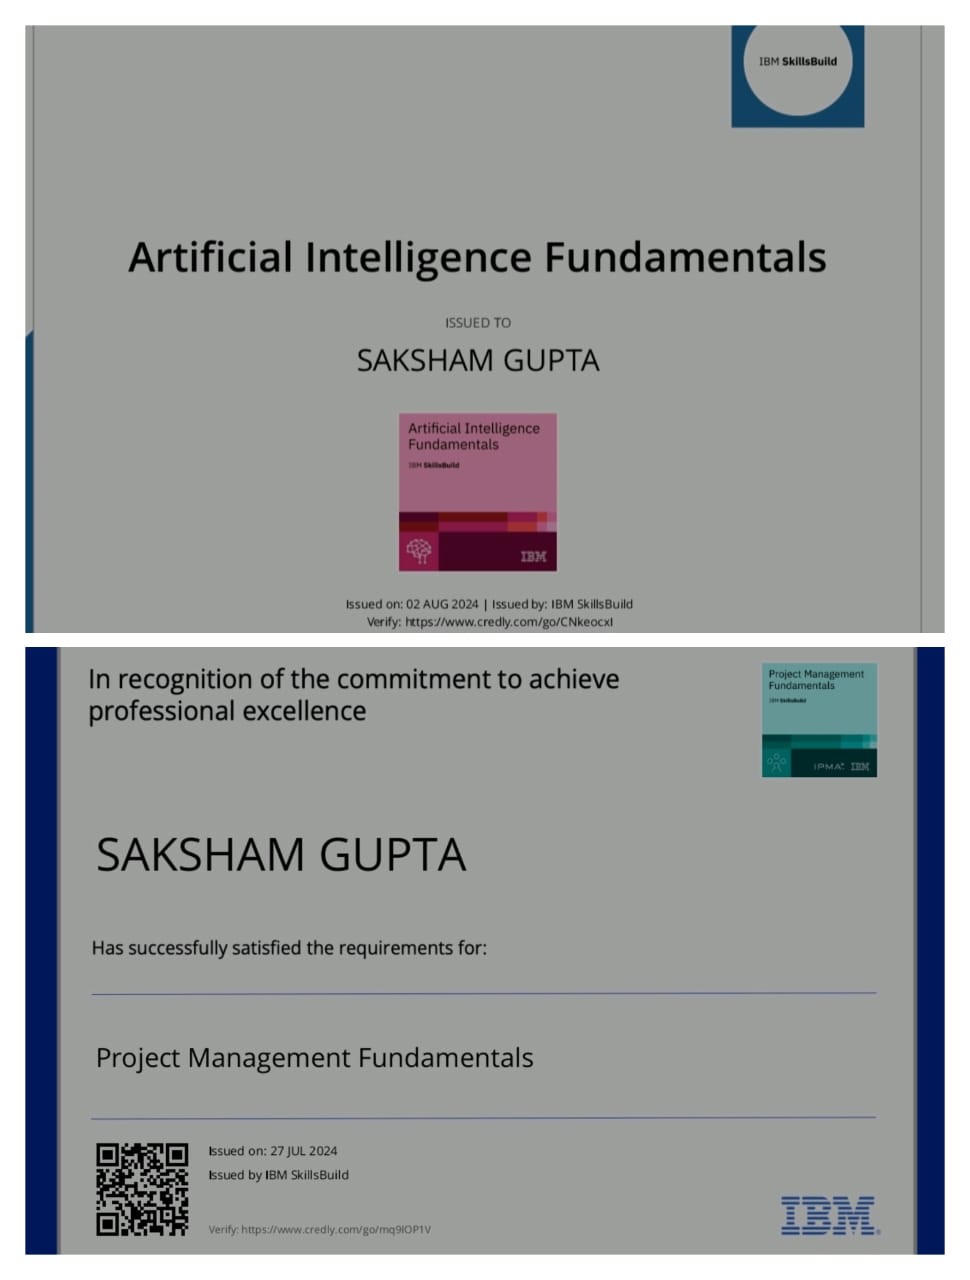 IBM SkillsBuild
Artificial Intelligence Fundamentals
ISSUED TO
SAKSHAM GUPTA
Artificial Intelligence
Fundamentals
IBM SkillsBuild
IBM
Issued on: 02 AUG 2024 | Issued by: IBM SkillsBuild
Verify: https://www.credly.com/go/CNkeocxI
In recognition of the commitment to achieve
professional excellence
Project Management
Fundamentals
IBM SkillsBuild
IPMA IBM
SAKSHAM GUPTA
Has successfully satisfied the requirements for:
Project Management Fundamentals
Issued on: 27 JUL 2024
Issued by IBM SkillsBuild
Verify: https://www.credly.com/go/mq9IOP1V
IBM®